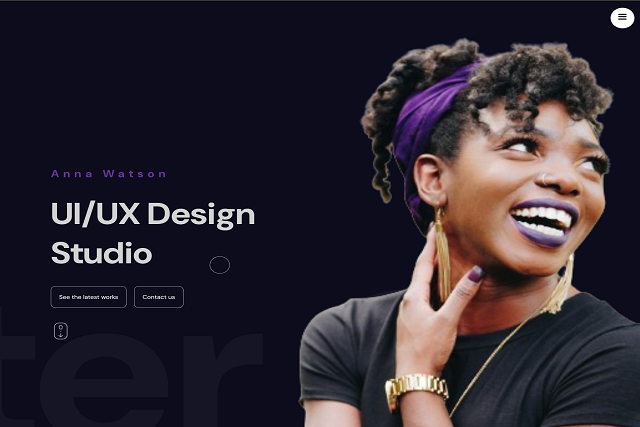 Anna Watson
UI/UX Design
Studio
See the latest works
Contact us
ter